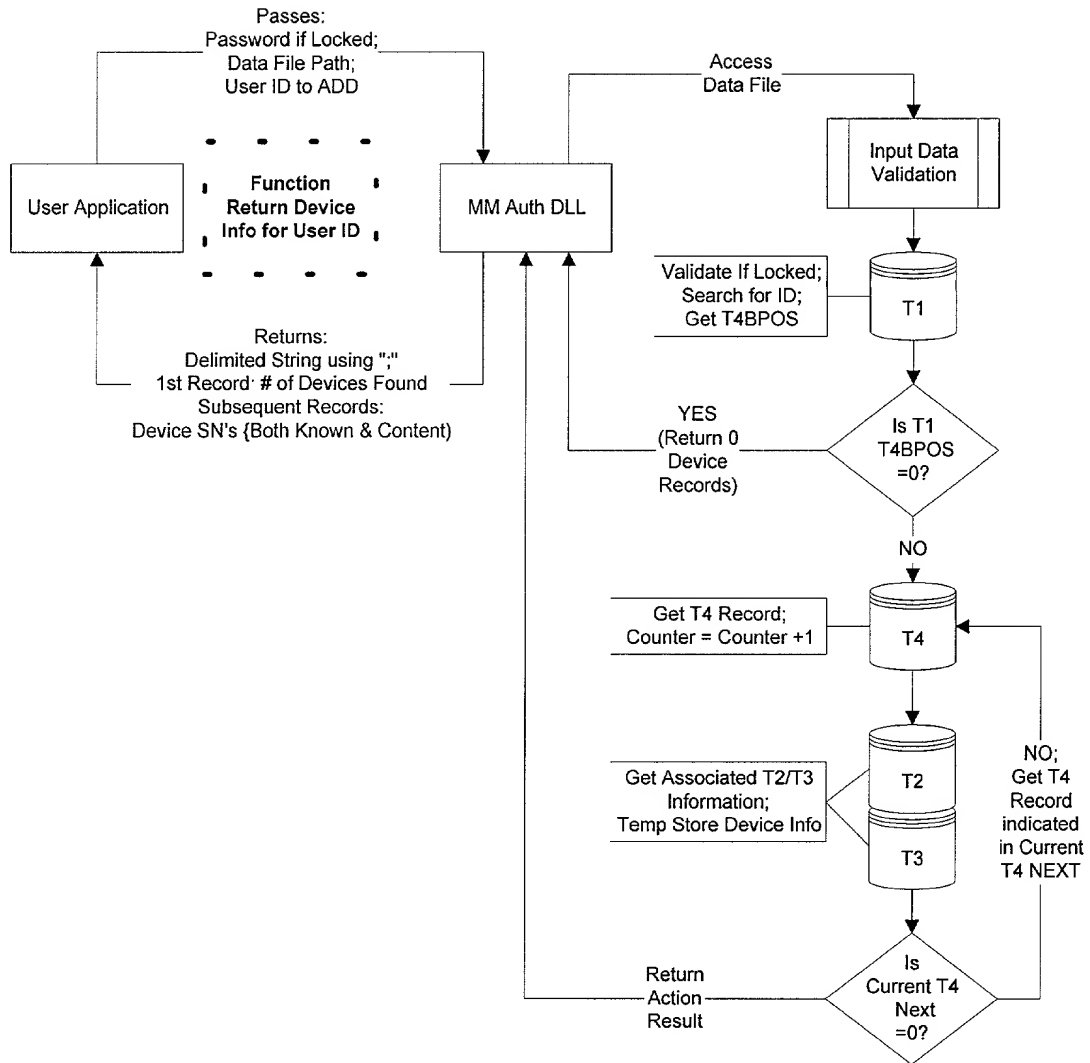 Passes:
Password if Locked;
Data File Path;
User ID to ADD
Access
Data File
User Application
Function
Return Device
Info for User ID
MM Auth DLL
Input Data
Validation
Validate If Locked;
Search for ID;
Get T4BPOS
T1
Returns:
Delimited String using ";"
1st Record: # of Devices Found
Subsequent Records:
Device SN's {Both Known & Content)
YES
(Return 0
Device
Records)
Is T1
T4BPOS
=0?
NO
Get T4 Record;
Counter = Counter +1
T4
Get Associated T2/T3
Information;
Temp Store Device Info
T2
T3
NO;
Get T4
Record
indicated
in Current
T4 NEXT
Return
Action
Result
Is
Current T4
Next
=0?